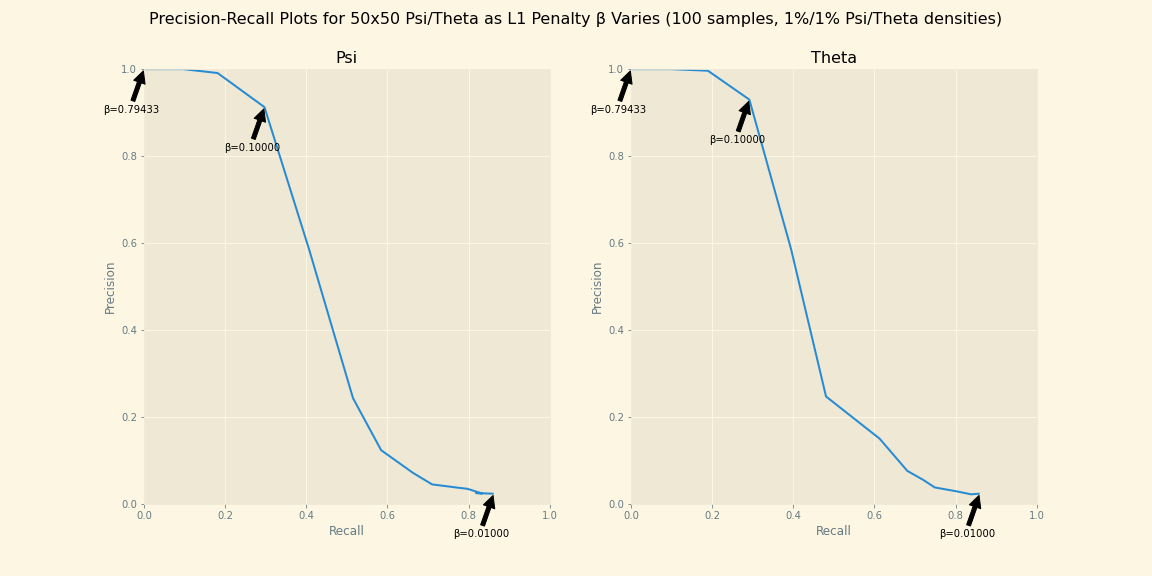 Precision-Recall Plots for 50x50 Psi/Theta as L1 Penalty β Varies (100 samples, 1%/1% Psi/Theta densities)
Psi
1.0
0.8
0.6
0.4
0.2
0.0
Precision
0.0 0.2 0.4 0.6 0.8 1.0
Recall
β=0.79433
β=0.10000
β=0.01000
Theta
1.0
0.8
0.6
0.4
0.2
0.0
Precision
0.0 0.2 0.4 0.6 0.8 1.0
Recall
β=0.79433
β=0.10000
β=0.01000